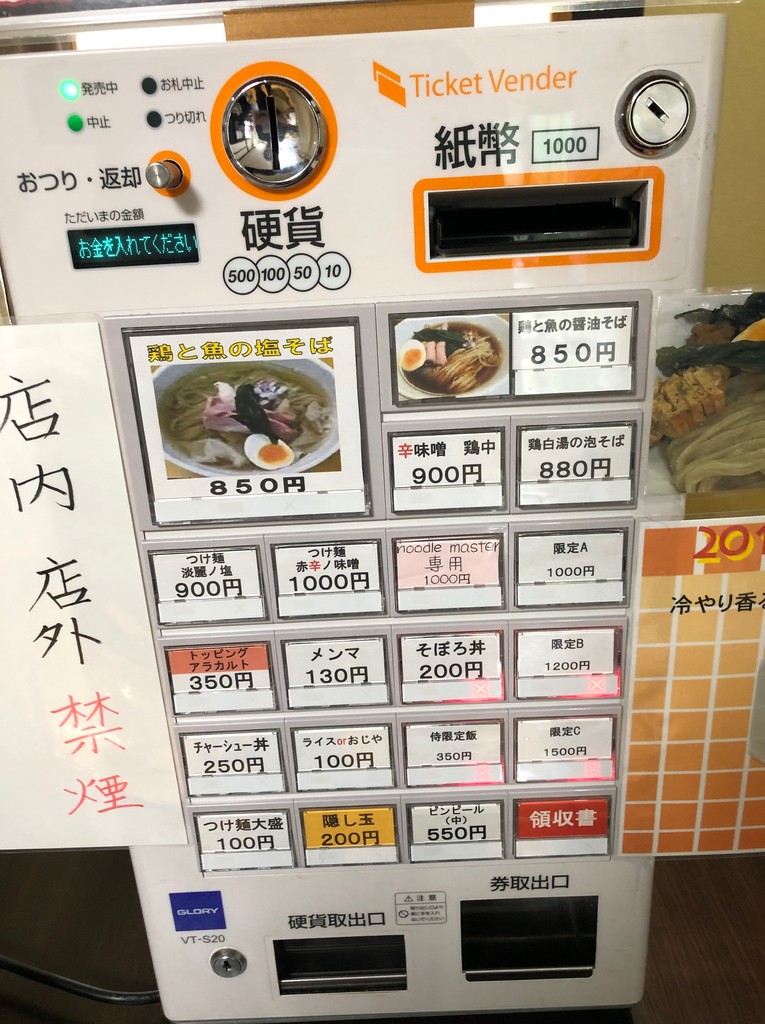 発売中
お札中止
中止
つり切れ
おつり・返却
ただいまの金額
お金を入れてください
硬貨
500 100 50 10
Ticket Vender
紙幣 1000
鶏と魚の塩そば
850円
鶏と魚の醤油そば
850円
辛味噌 鶏中
900円
鶏白湯の泡そば
880円
つけ麺
淡麗ノ塩
900円
つけ麺
赤辛ノ味噌
1000円
noodle master
専用
1000円
限定A
1000円
トッピング
アラカルト
350円
メンマ
130円
そぼろ丼
200円
限定B
1200円
チャーシュー丼
250円
ライスorおじや
100円
侍限定飯
350円
限定C
1500円
つけ麺大盛
100円
隠し玉
200円
ビンビール
(中)
550円
領収書
GLORY
VT-S20
硬貨取出口
注意
券取出口
店内 店外 禁煙
201
冷やり香る